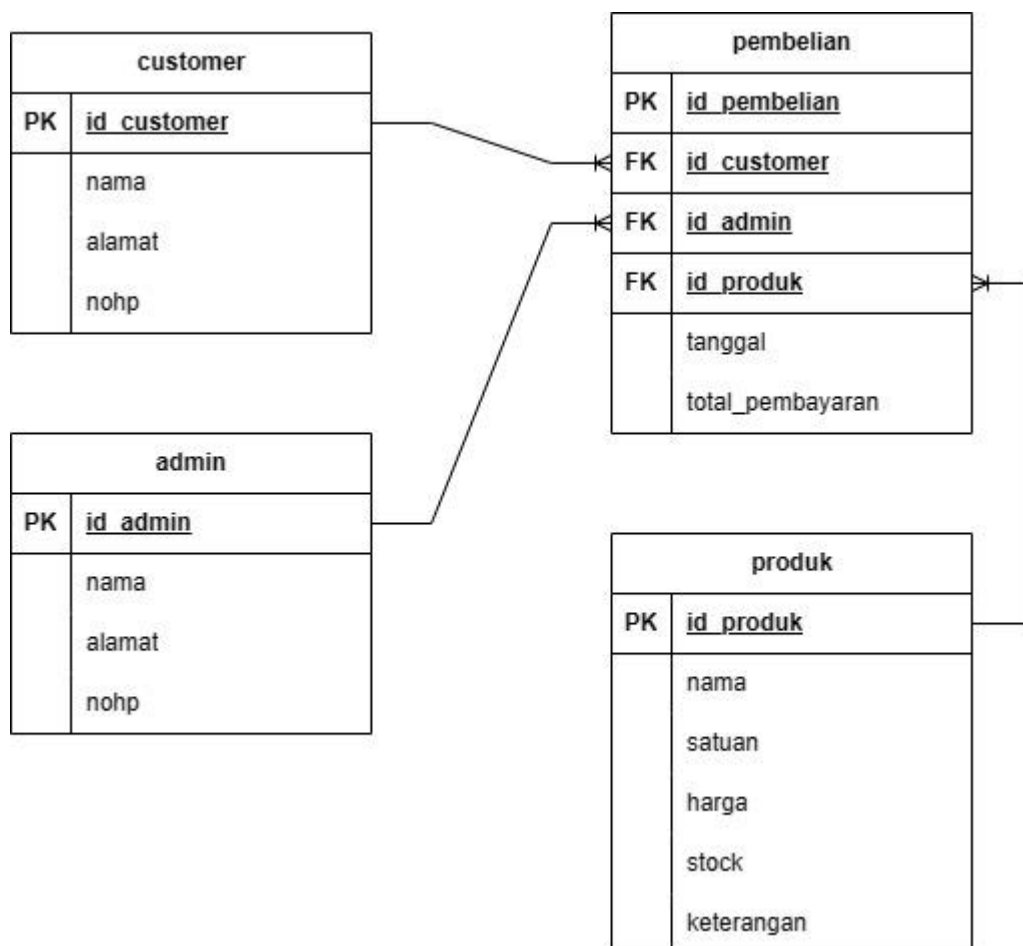 customer
PK id_customer
nama
alamat
nohp
pembelian
PK id_pembelian
FK id_customer
FK id_admin
FK id_produk
tanggal
total_pembayaran
admin
PK id_admin
nama
alamat
nohp
produk
PK id_produk
nama
satuan
harga
stock
keterangan